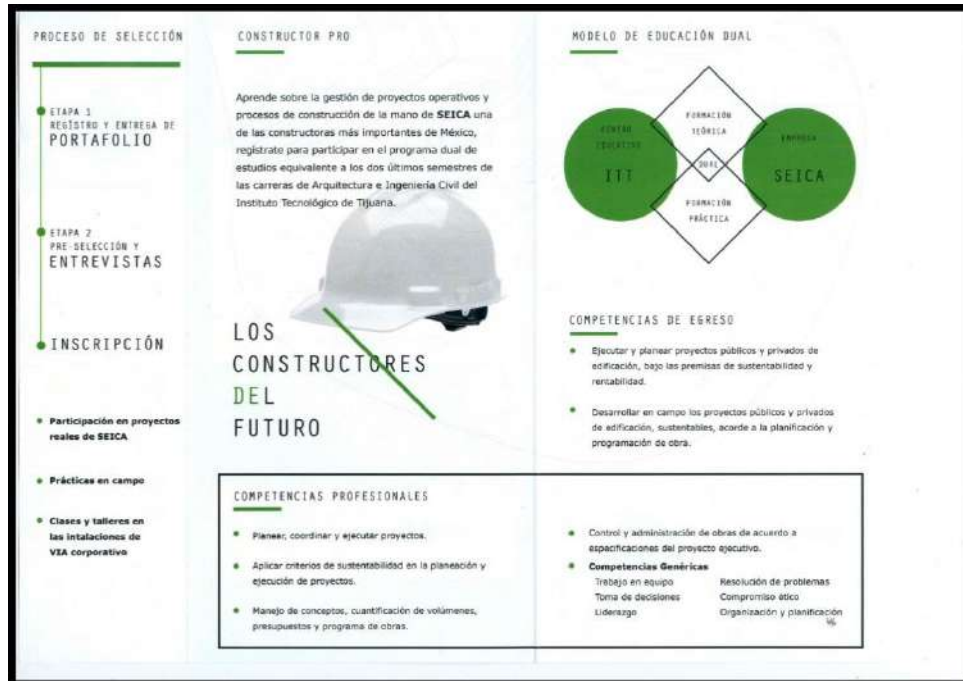 PROCESO DE SELECCIÓN
ETAPA 1
REGÍSTRO Y ENTREGA DE
PORTAFOLIO
ETAPA 2
PRE-SELECCIÓN Y
ENTREVISTAS
INSCRIPCIÓN
Participación en proyectos
reales de SEICA
Prácticas en campo
Clases y talleres en
las intalaciones de
VIA corporativo
CONSTRUCTOR PRO
Aprende sobre la gestión de proyectos operativos y
procesos de construcción de la mano de SEICA una
de las constructoras más importantes de México,
registrate para participar en el programa dual de
estudios equivalente a los dos últimos semestres de
las carreras de Arquitectura e Ingeniería Civil del
Instituto Tecnológico de Tijuana.
LOS
CONSTRUCTORES
DEL
FUTURO
MODELO DE EDUCACIÓN DUAL
CENTRO
EDUCATIVO
ITT
FORMACIÓN
TEÓRICA
DUAL
FORMACIÓN
PRÁCTICA
EMPRESA
SEICA
COMPETENCIAS DE EGRESO
Ejecutar y planear proyectos públicos y privados de
edificación, bajo las premisas de sustentabilidad y
rentabilidad.
Desarrollar en campo los proyectos públicos y privados
de edificación, sustentables, acorde a la planificación y
programación de obra.
COMPETENCIAS PROFESIONALES
Planear, coordinar y ejecutar proyectos.
Aplicar criterios de sustentabilidad en la planeación y
ejecución de proyectos.
Manejo de conceptos, cuantificación de volúmenes,
presupuestos y programa de obras.
Control y administración de obras de acuerdo a
espacificaciones del proyecto ejecutivo.
Competencias Genéricas
Trabajo en equipo Resolución de problemas
Toma de decisiones Compromiso ético
Liderazgo Organización y planificación